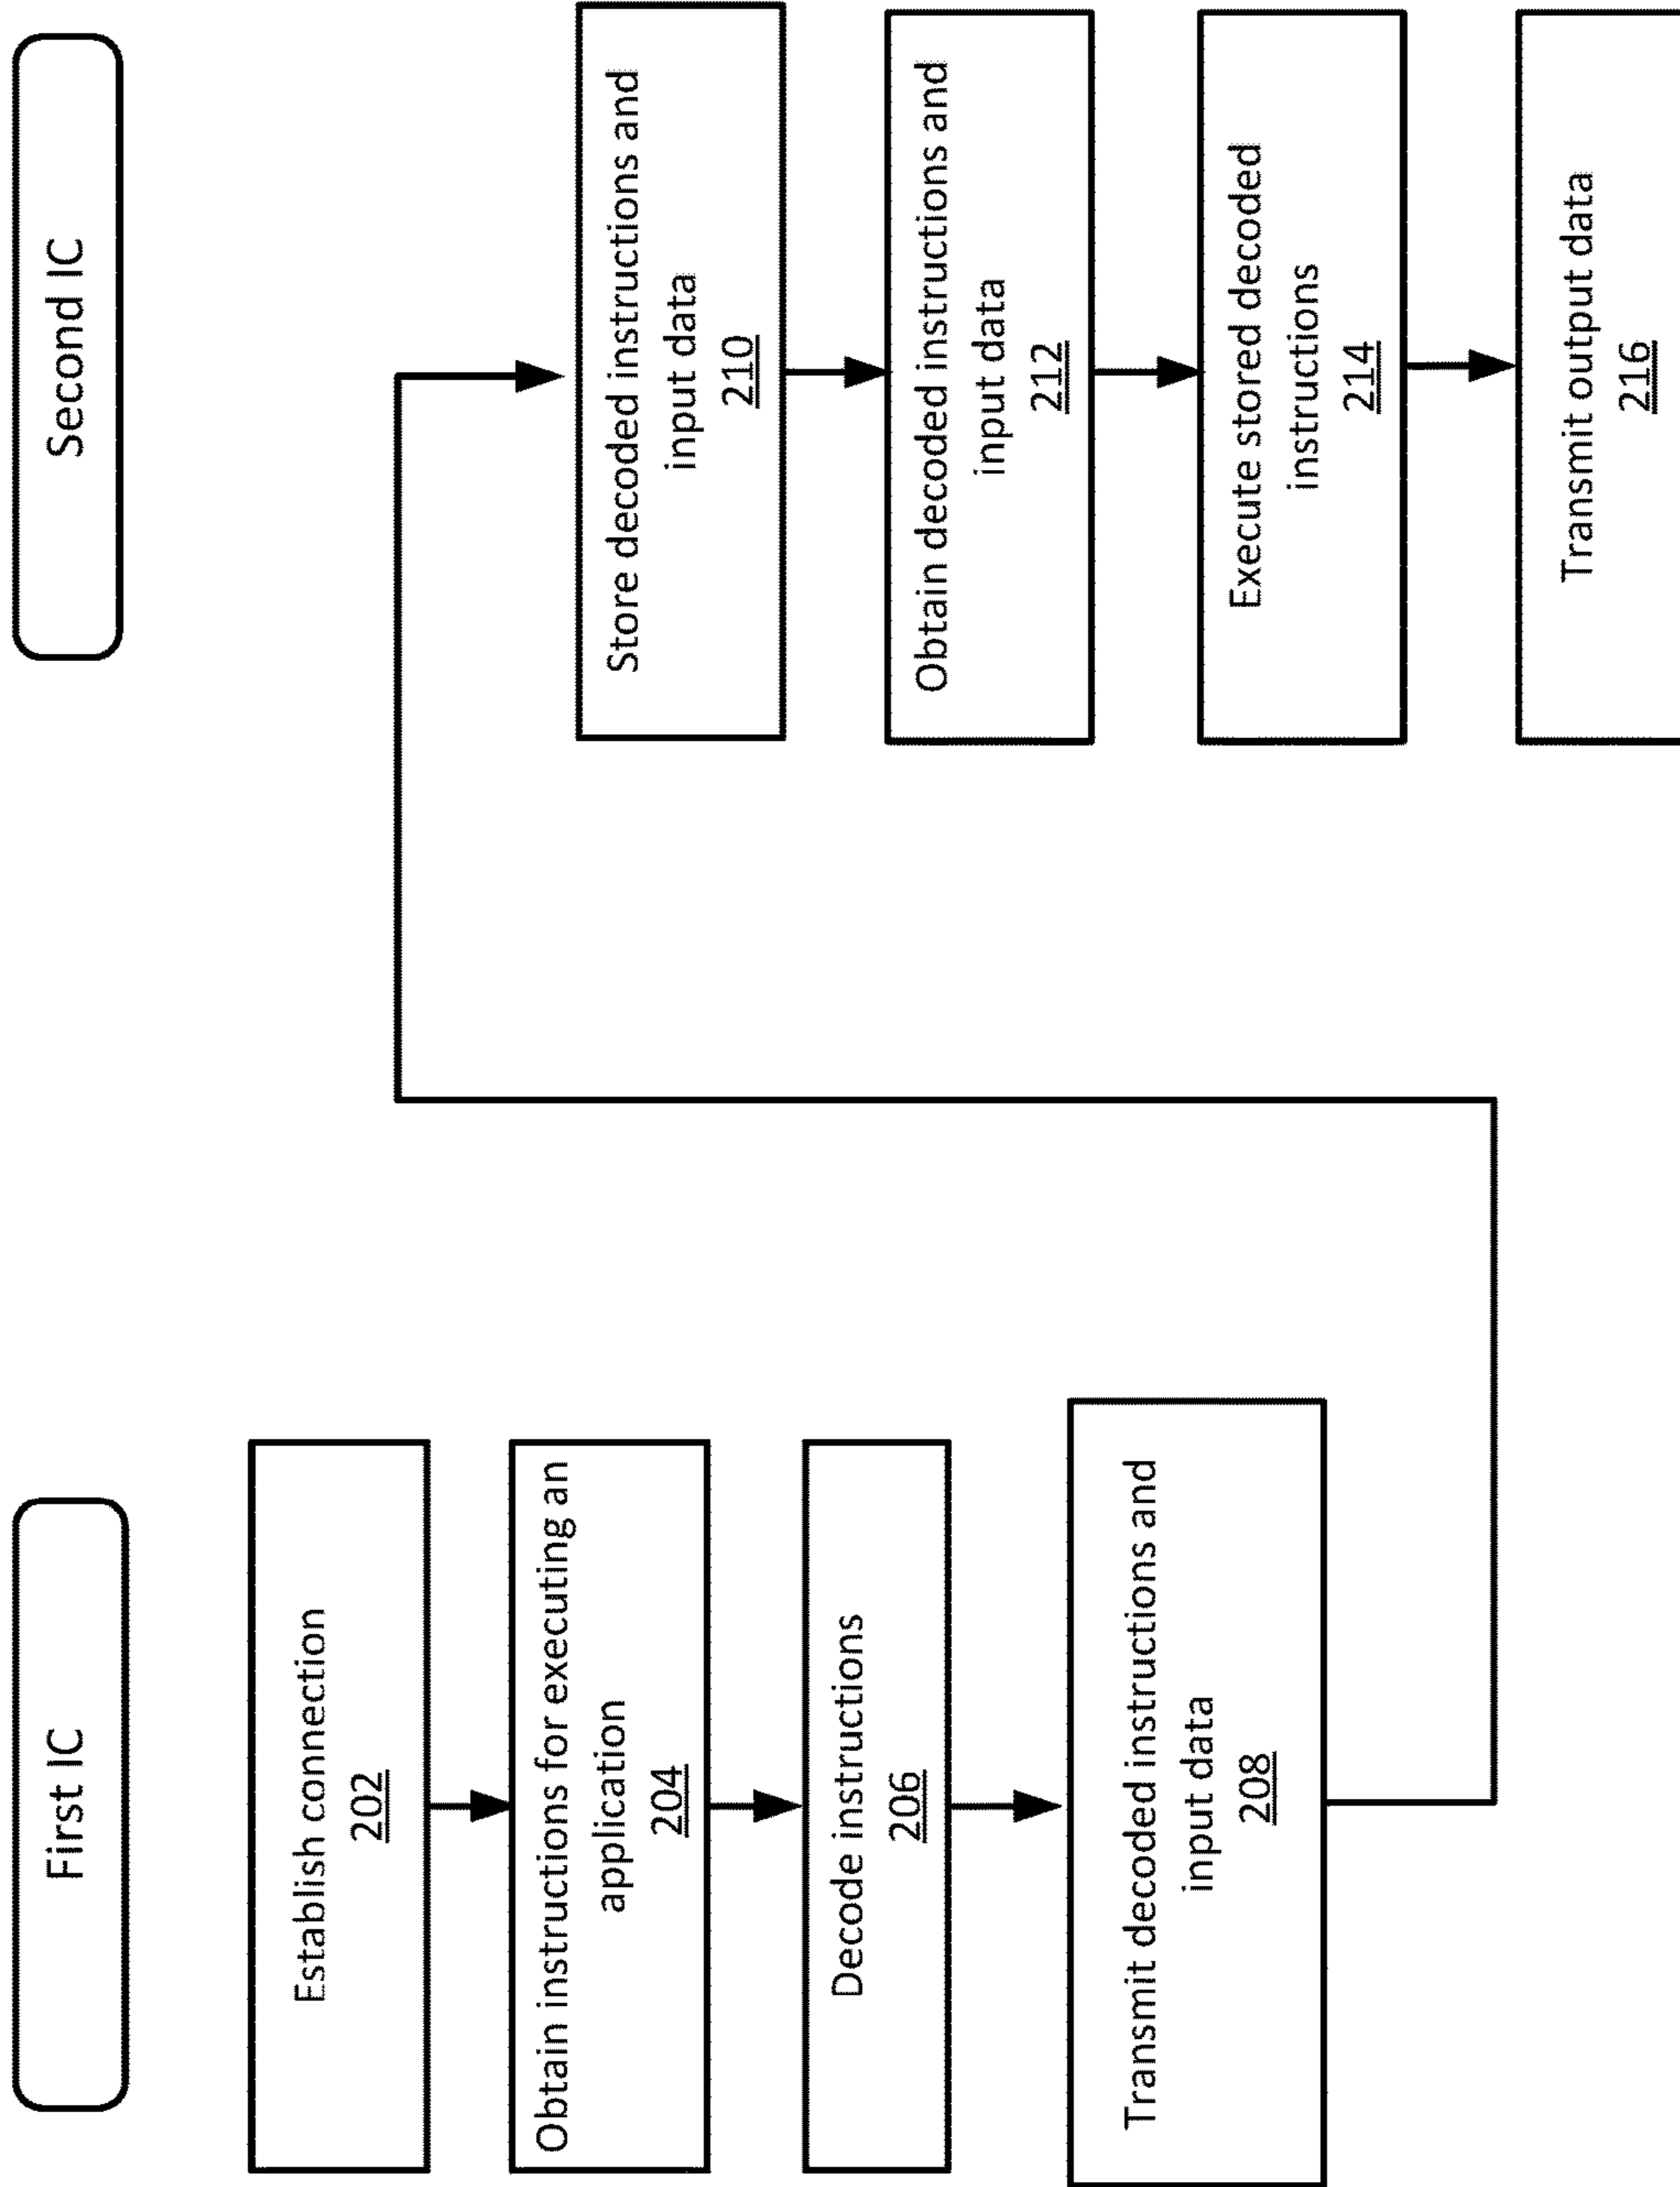 First IC
Establish connection
202
Obtain instructions for executing an
application
204
Decode instructions
206
Transmit decoded instructions and
input data
208
Second IC
Store decoded instructions and
input data
210
Obtain decoded instructions and
input data
212
Execute stored decoded
instructions
214
Transmit output data
216